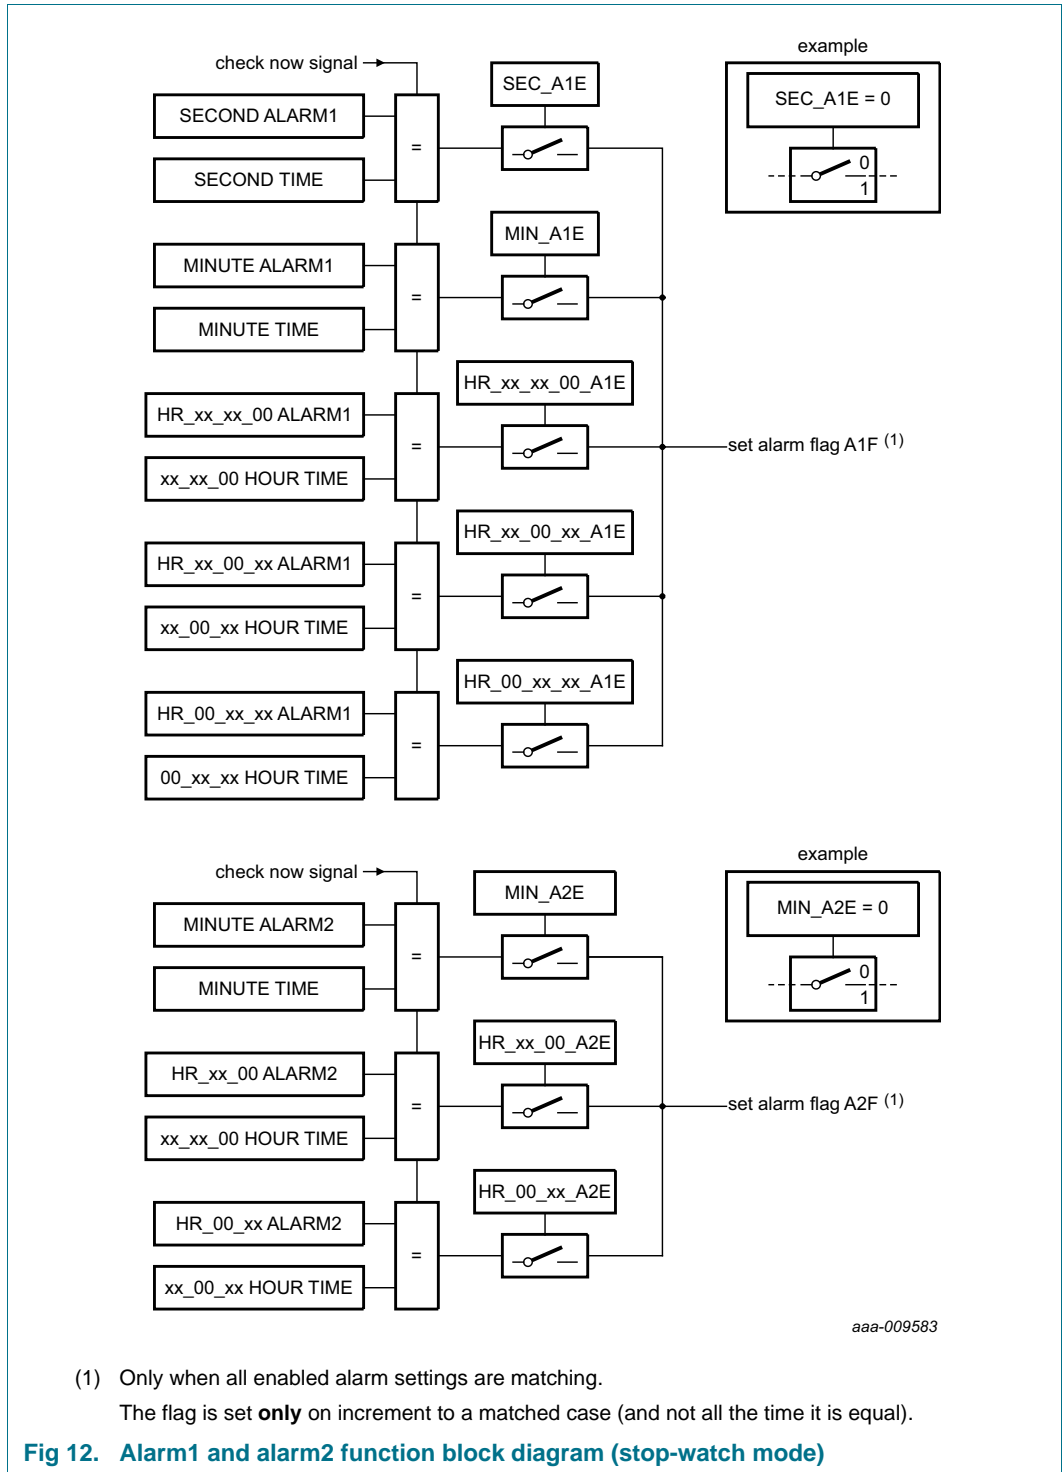 example
check now signal
SEC_A1E
SEC_A1E = 0
SECOND ALARM1
=
0
SECOND TIME
1
MIN_A1E
MINUTE ALARM1
=
MINUTE TIME
HR_xx_xx_00_A1E
HR_xx_xx_00 ALARM1
=
set alarm flag A1F (1)
xx_xx_00 HOUR TIME
HR_xx_00_xx_A1E
HR_xx_00_xx ALARM1
=
xx_00_xx HOUR TIME
HR_00_xx_xx_A1E
HR_00_xx_xx ALARM1
=
00_xx_xx HOUR TIME
example
check now signal
MIN_A2E
MIN_A2E = 0
MINUTE ALARM2
=
0
MINUTE TIME
1
HR_xx_00_A2E
HR_xx_00 ALARM2
=
set alarm flag A2F (1)
xx_xx_00 HOUR TIME
HR_00_xx_A2E
HR_00_xx ALARM2
=
xx_00_xx HOUR TIME
aaa-009583
(1) Only when all enabled alarm settings are matching.
The flag is set only on increment to a matched case (and not all the time it is equal).
Fig 12. Alarm1 and alarm2 function block diagram (stop-watch mode)